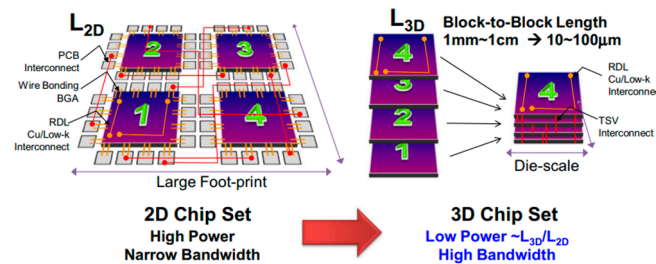 L2D
PCB
Interconnect
Wire Bonding
BGA
RDL
Cu/Low-k
Interconnect
2
3
1
4
Large Foot-print
2D Chip Set
High Power
Narrow Bandwidth
L3D
Block-to-Block Length
1mm~1cm → 10~100μm
4
3
2
1
4
RDL
Cu/Low-k
Interconnect
TSV
Interconnect
Die-scale
3D Chip Set
Low Power ~L3D/L2D
High Bandwidth